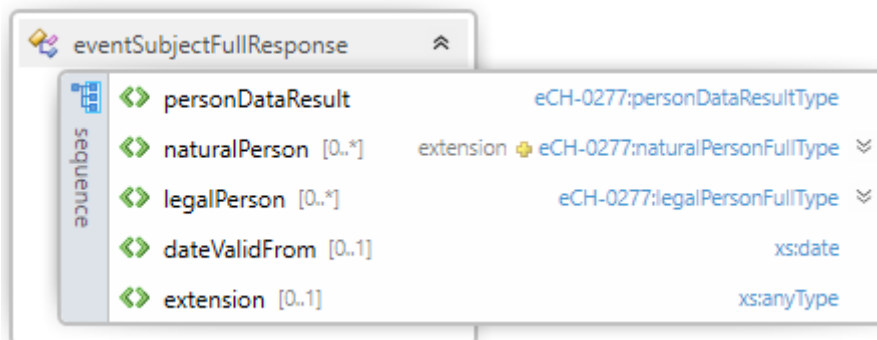 eventSubjectFullResponse
sequence
personDataResult eCH-0277:personDataResultType
naturalPerson [0..*] extension eCH-0277:naturalPersonFullType
legalPerson [0..*] eCH-0277:legalPersonFullType
dateValidFrom [0..1] xs:date
extension [0..1] xs:anyType